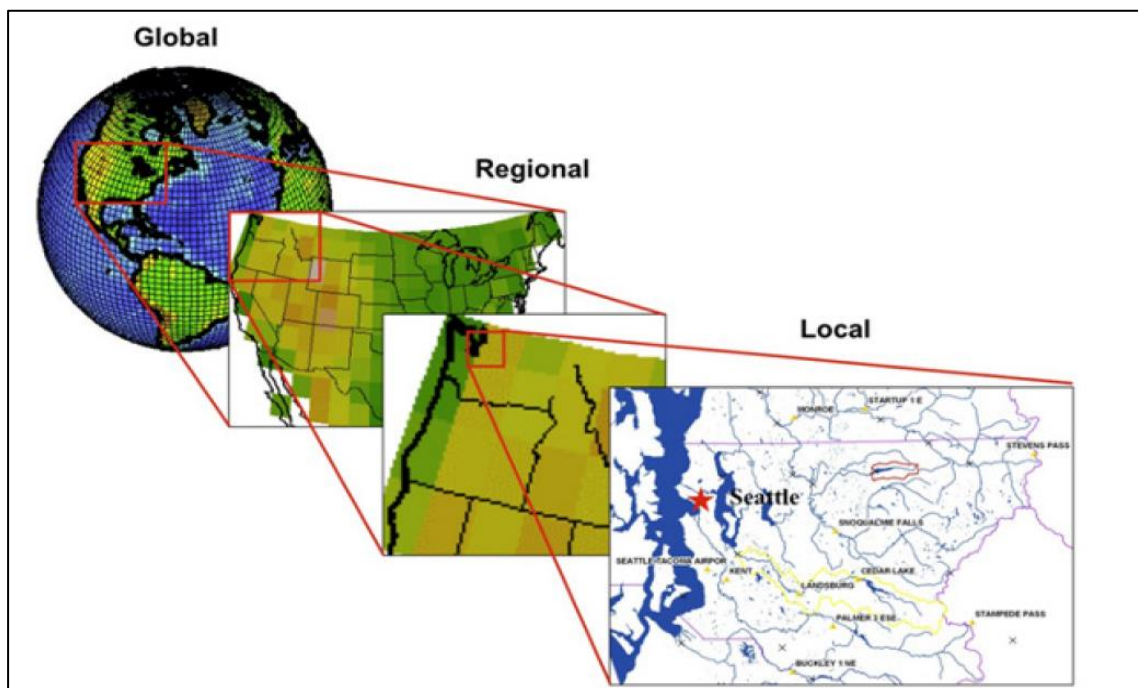 Global
Regional
Local
MONROE
STARTUP 1 E
STEVENS PASS
Seattle
SNOQUALMIE FALLS
SEATTLE-TACOMA AIRPOR
KENT
CEDAR LAKE
LANDSBURG
PALMER 3 ESE
STAMPEDE PASS
BUCKLEY 1 NE